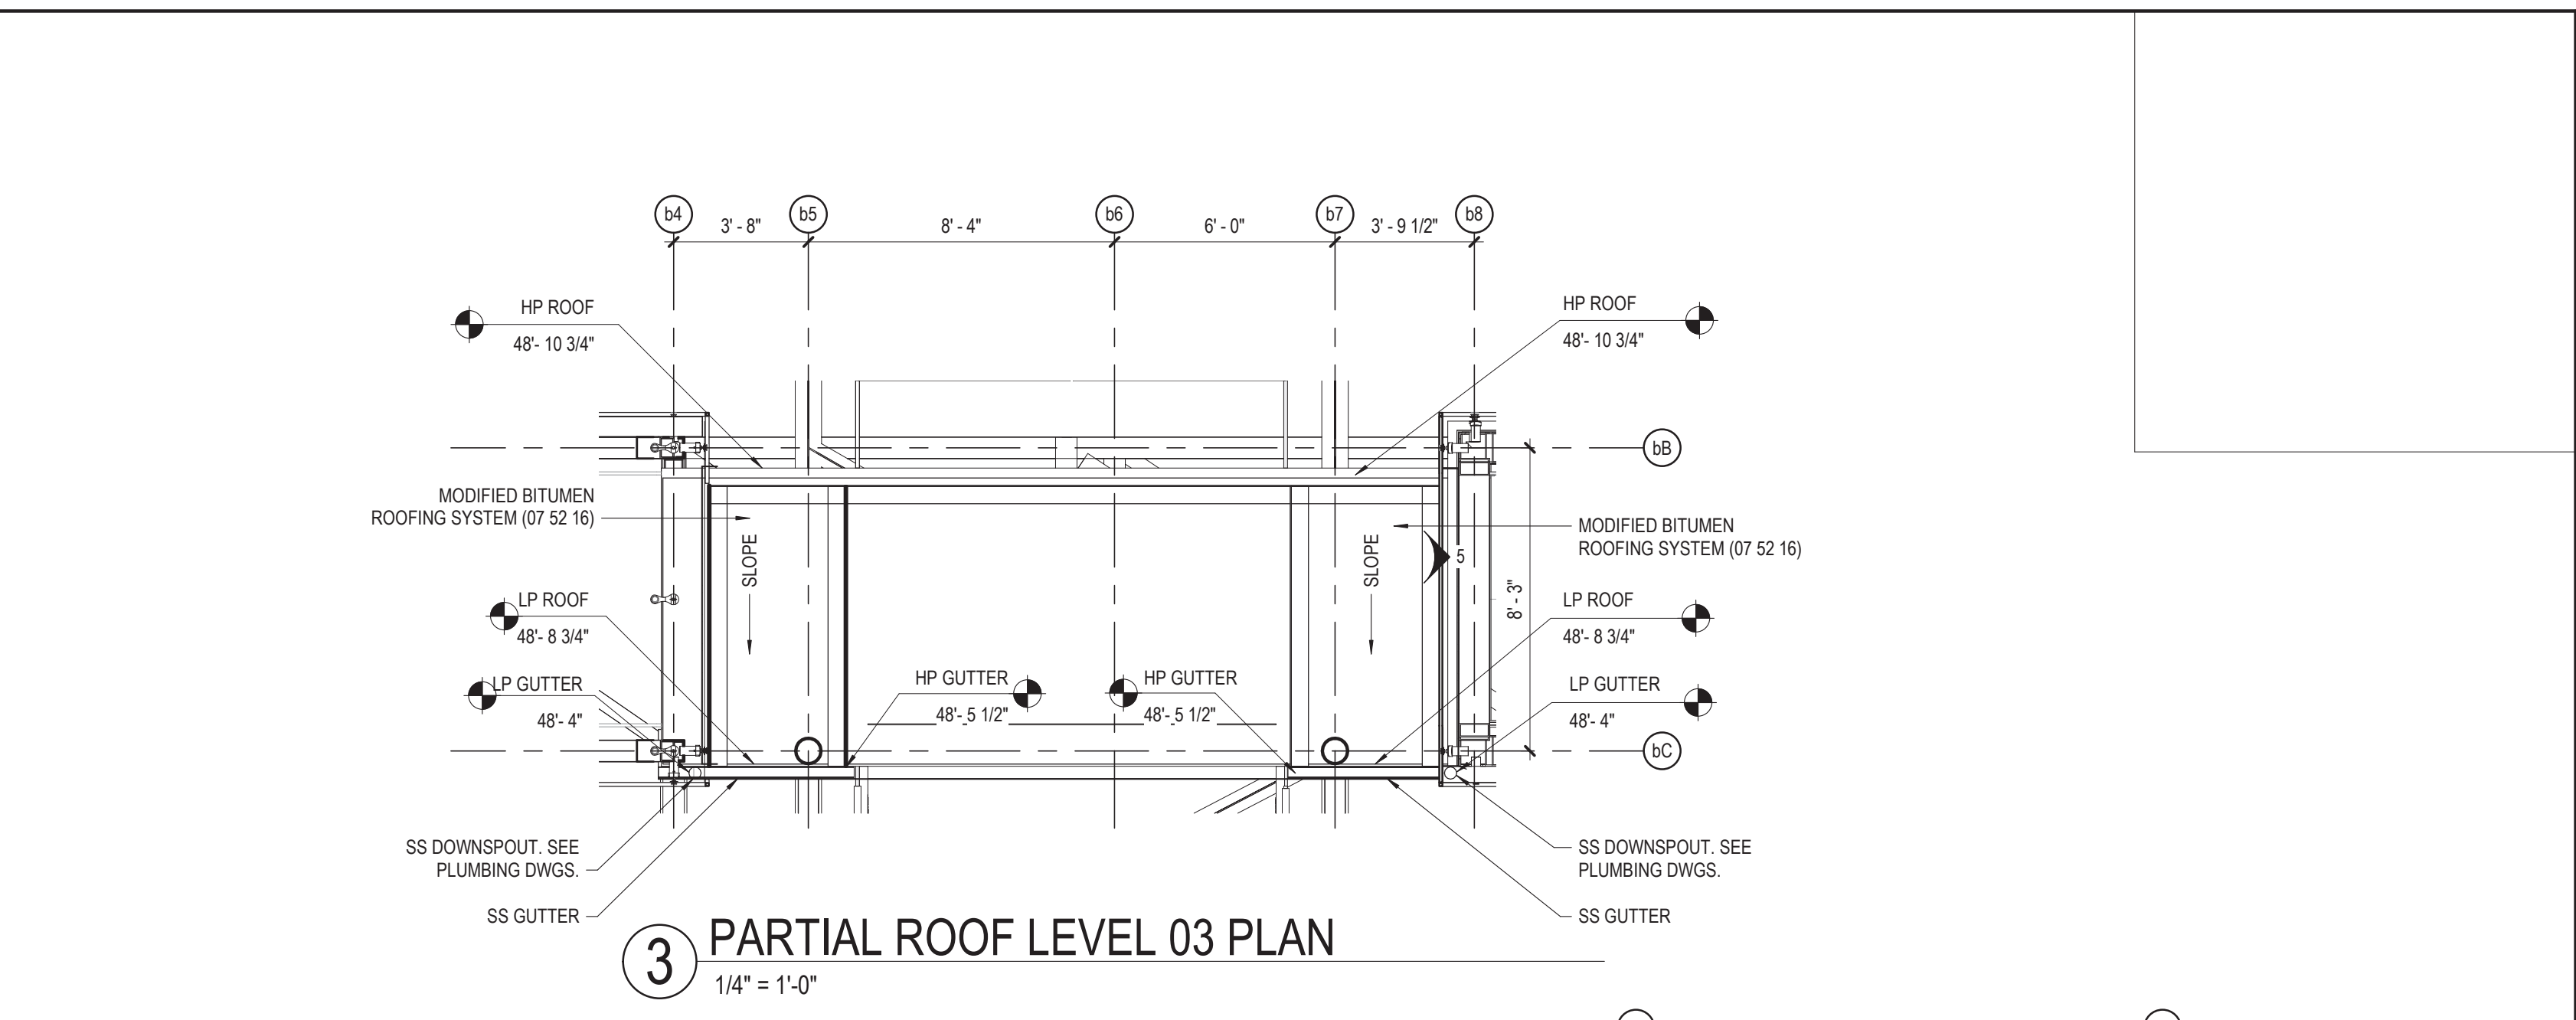 b4
b5
b6
b7
b8
3' - 8"
8' - 4"
6' - 0"
3' - 9 1/2"
HP ROOF
48'- 10 3/4"
HP ROOF
48'- 10 3/4"
bB
MODIFIED BITUMEN
ROOFING SYSTEM (07 52 16)
MODIFIED BITUMEN
ROOFING SYSTEM (07 52 16)
SLOPE
SLOPE
5
8' - 3"
LP ROOF
48'- 8 3/4"
LP ROOF
48'- 8 3/4"
LP GUTTER
48'- 4"
HP GUTTER
48'- 5 1/2"
HP GUTTER
48'- 5 1/2"
LP GUTTER
48'- 4"
bC
SS DOWNSPOUT. SEE
PLUMBING DWGS.
SS DOWNSPOUT. SEE
PLUMBING DWGS.
SS GUTTER
SS GUTTER
3
PARTIAL ROOF LEVEL 03 PLAN
1/4" = 1'-0"